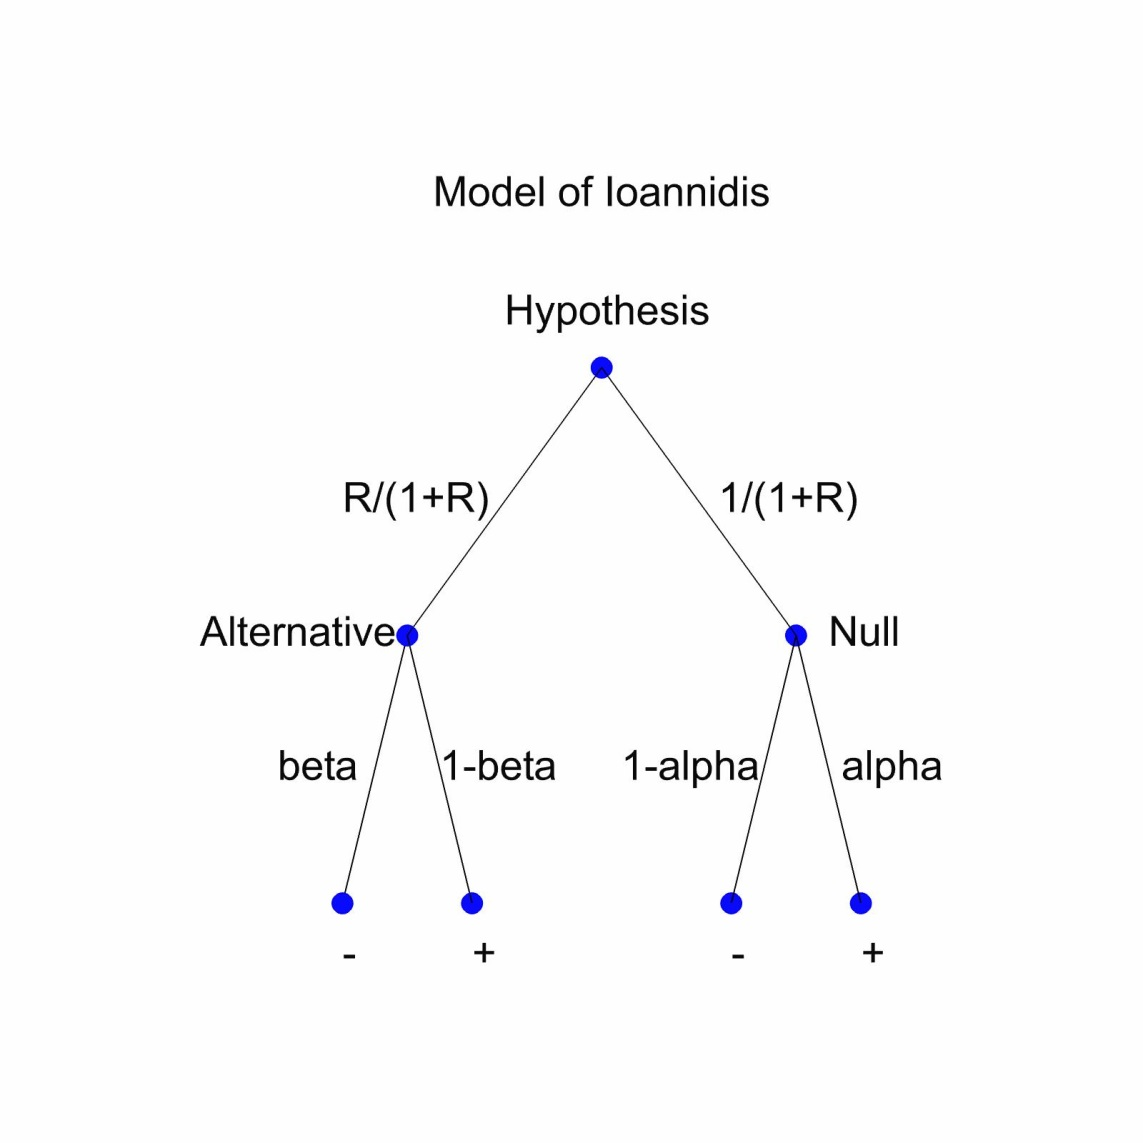 Model of Ioannidis
Hypothesis
R/(1+R) 1/(1+R)
Alternative Null
beta 1-beta 1-alpha alpha
- + - +